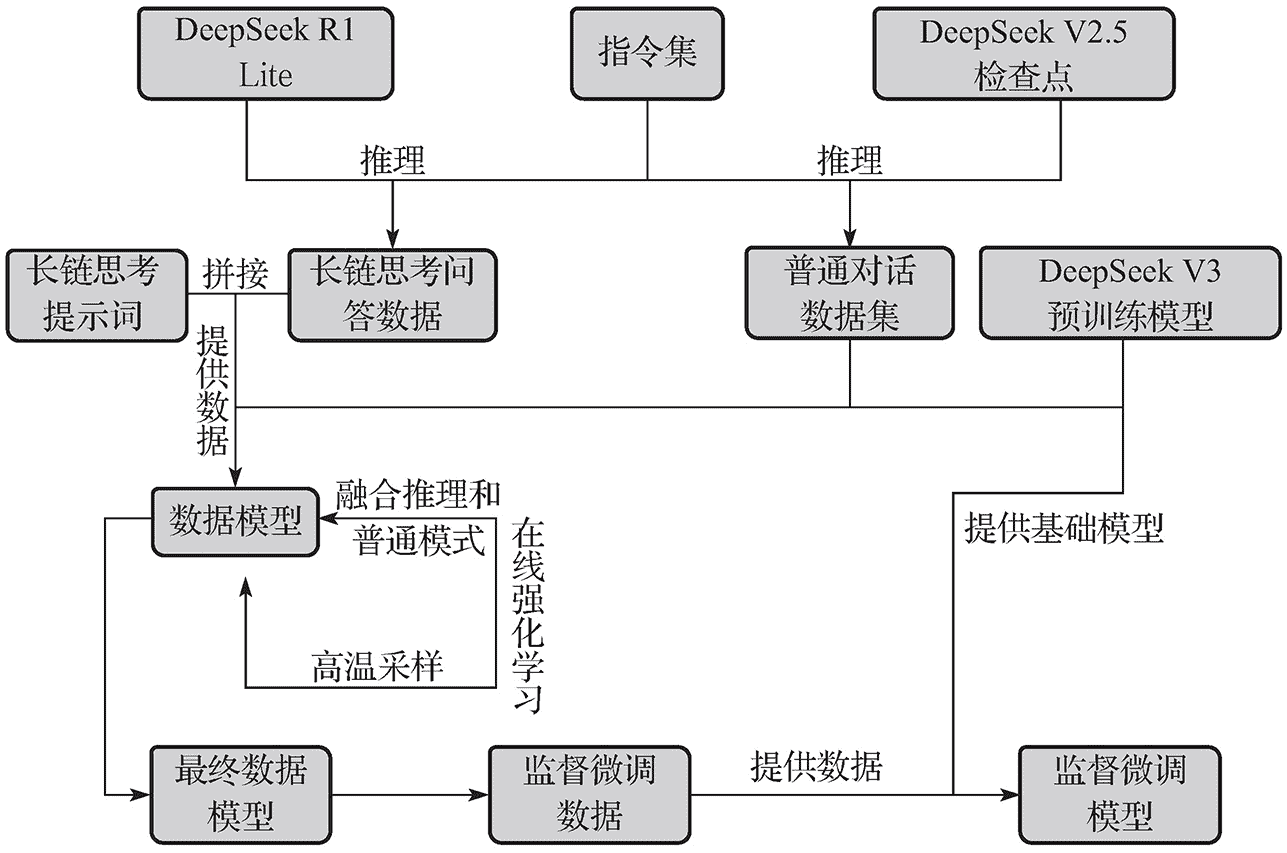 DeepSeek R1
Lite
指令集
DeepSeek V2.5
检查点
推理
推理
长链思考
提示词
拼接
长链思考问
答数据
普通对话
数据集
DeepSeek V3
预训练模型
提供数据
数据模型
融合推理和
普通模式
在线强化学习
高温采样
提供基础模型
最终数据
模型
监督微调
数据
提供数据
监督微调
模型